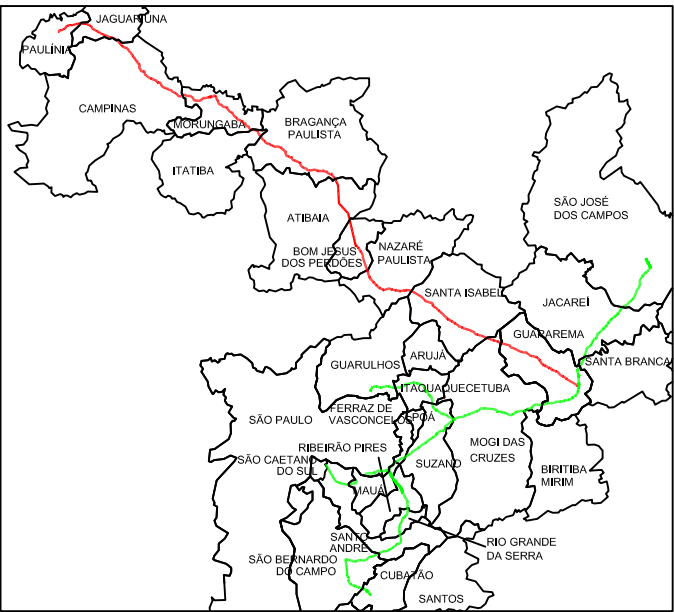 JAGUARIÚNA
PAULÍNIA
CAMPINAS
MORUNGABA
BRAGANÇA
PAULISTA
ITATIBA
ATIBAIA
SÃO JOSÉ
DOS CAMPOS
BOM JESUS
DOS PERDÕES
NAZARÉ
PAULISTA
SANTA ISABEL
JACAREÍ
GUARAREMA
SANTA BRANCA
GUARULHOS
ARUJÁ
ITAQUAQUECETUBA
FERRAZ DE
VASCONCELOS
POÁ
SÃO PAULO
MOGI DAS
CRUZES
RIBEIRÃO PIRES
SÃO CAETANO
DO SUL
SUZANO
BIRITIBA
MIRIM
MAUÁ
SANTO
ANDRÉ
RIO GRANDE
DA SERRA
SÃO BERNARDO
DO CAMPO
CUBATÃO
SANTOS